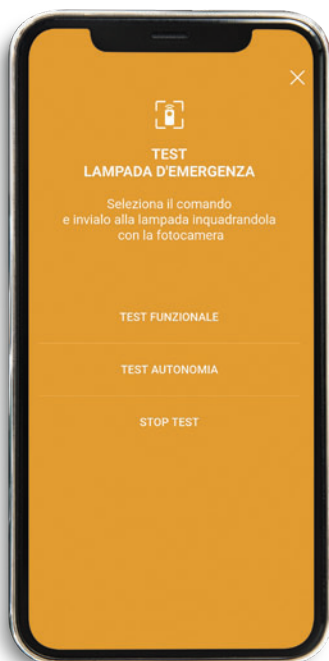 TEST
LAMPADA D'EMERGENZA
Seleziona il comando
e invialo alla lampada inquadrandola
con la fotocamera
TEST FUNZIONALE
TEST AUTONOMIA
STOP TEST